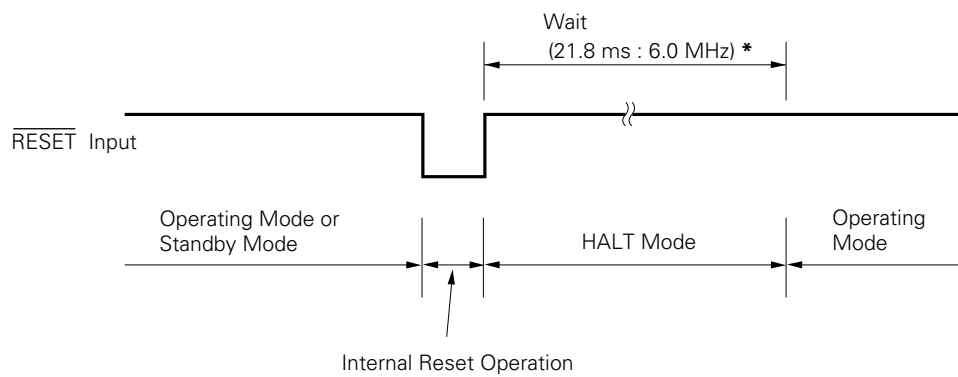 Wait
(21.8 ms : 6.0 MHz) *
RESET Input
Operating Mode or
Standby Mode
HALT Mode
Operating
Mode
Internal Reset Operation